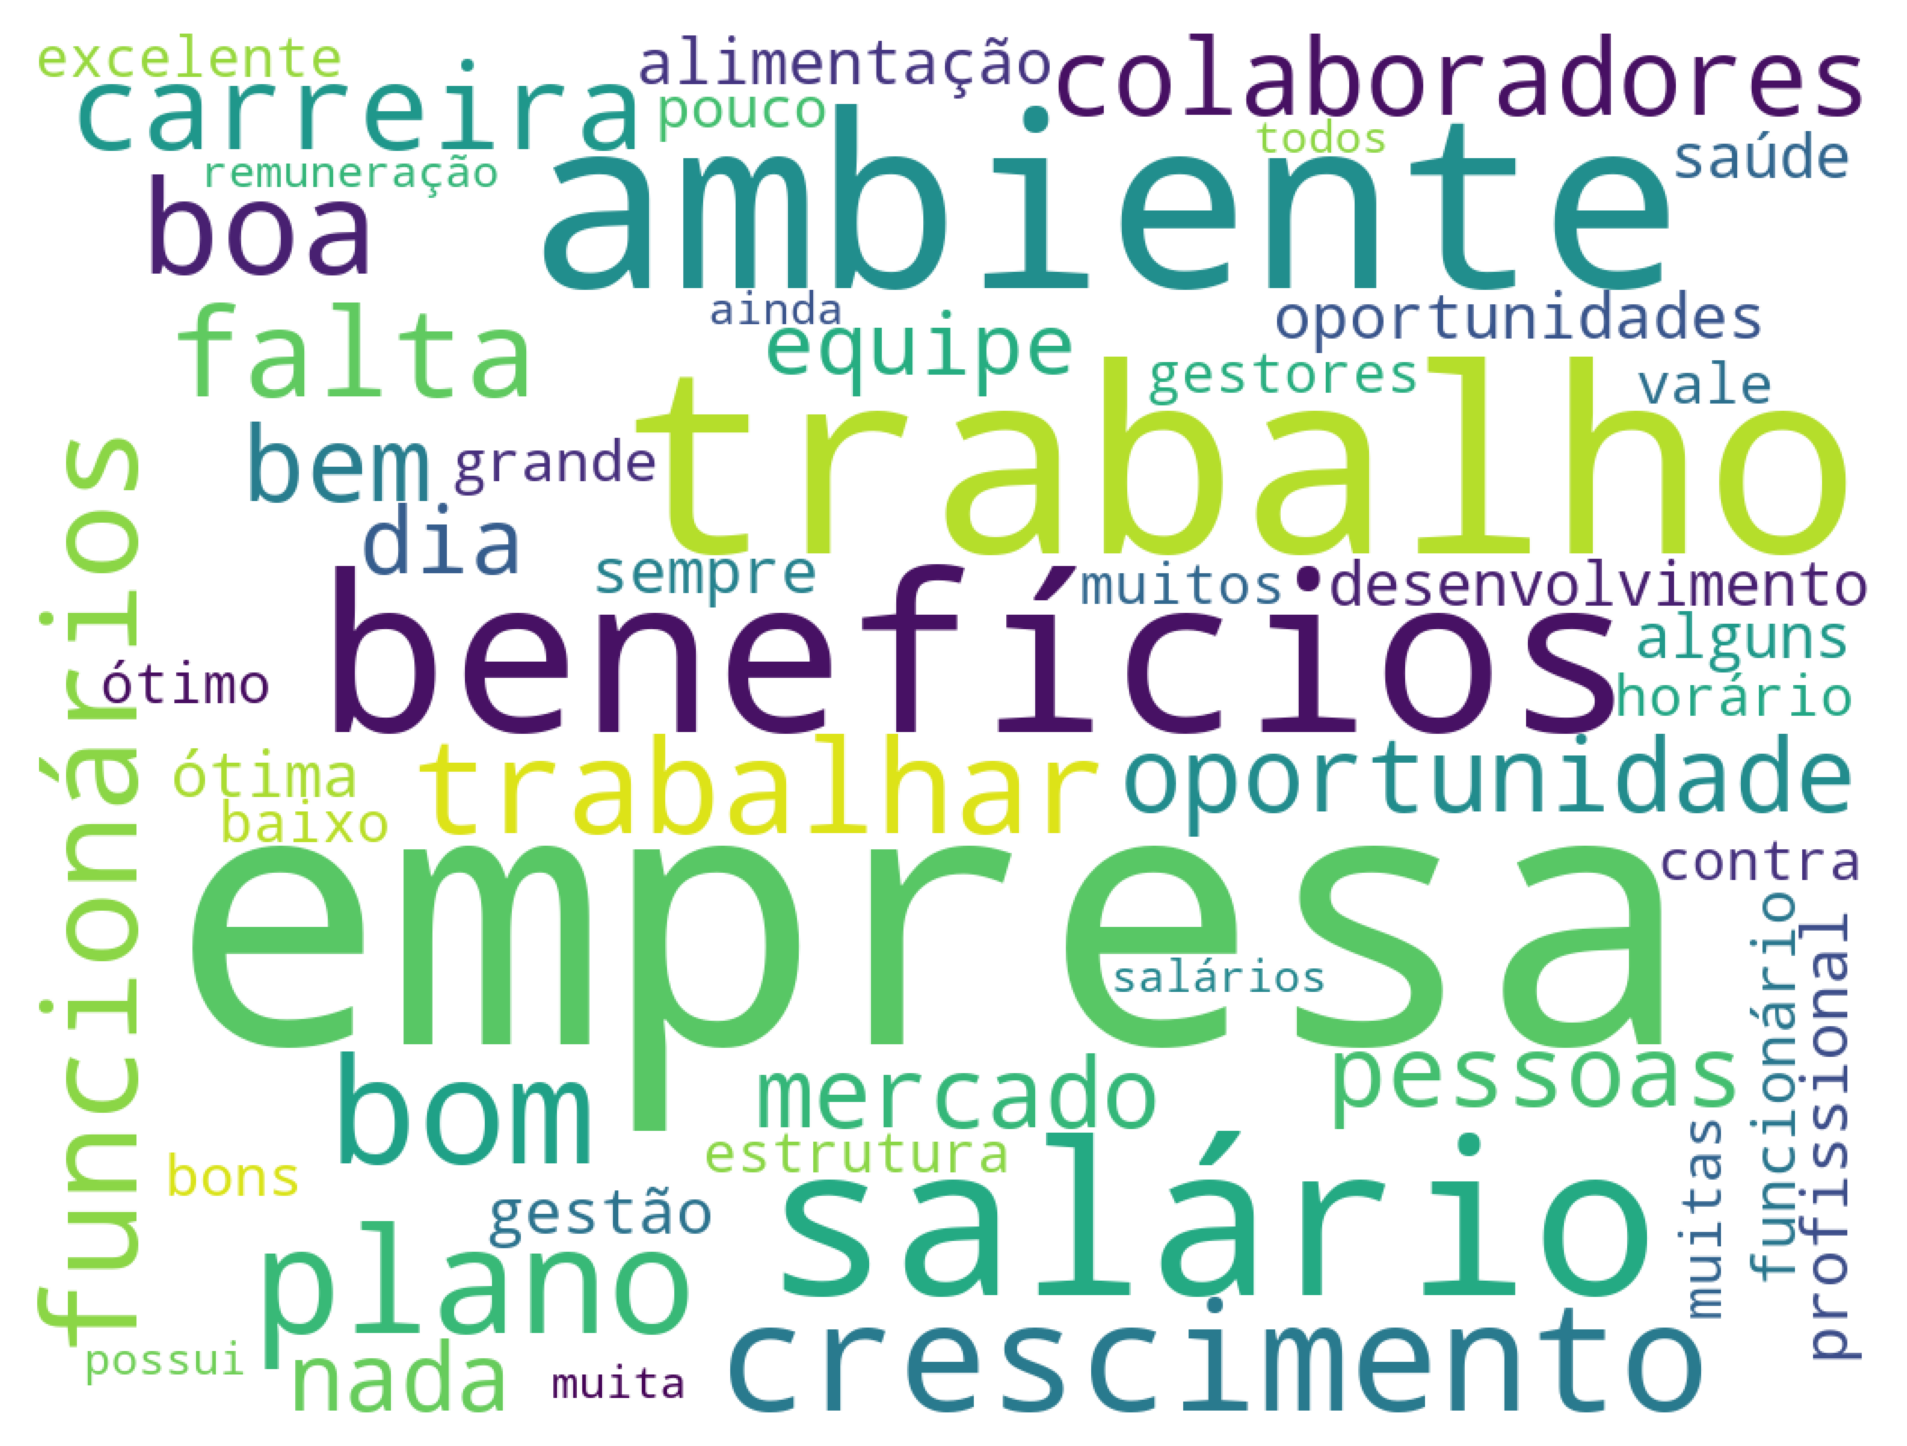 excelente
alimentação
colaboradores
carreira
pouco
todos
ambiente
saúde
remuneração
boa
ainda
oportunidades
falta
equipe
gestores
vale
trabalho
bem
grande
dia
sempre
muitos
desenvolvimento
benefícios
alguns
ótimo
horário
funcionários
ótima
trabalhar
oportunidade
baixo
empresa
contra
salários
funcionário
profissional
bom
mercado
pessoas
estrutura
bons
salário
muitas
gestão
plano
crescimento
possui
nada
muita